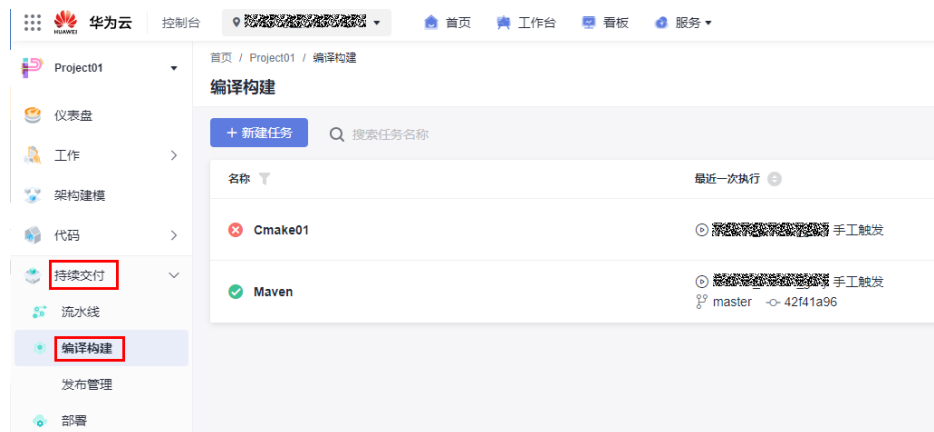 HUAWEI 华为云 控制台 首页 工作台 看板 服务
Project01
首页 / Project01 / 编译构建
编译构建
仪表盘
+ 新建任务 搜索任务名称
工作
名称 最近一次执行
架构建模
代码
Cmake01 手工触发
持续交付
Maven 手工触发
master 42f41a96
流水线
编译构建
发布管理
部署